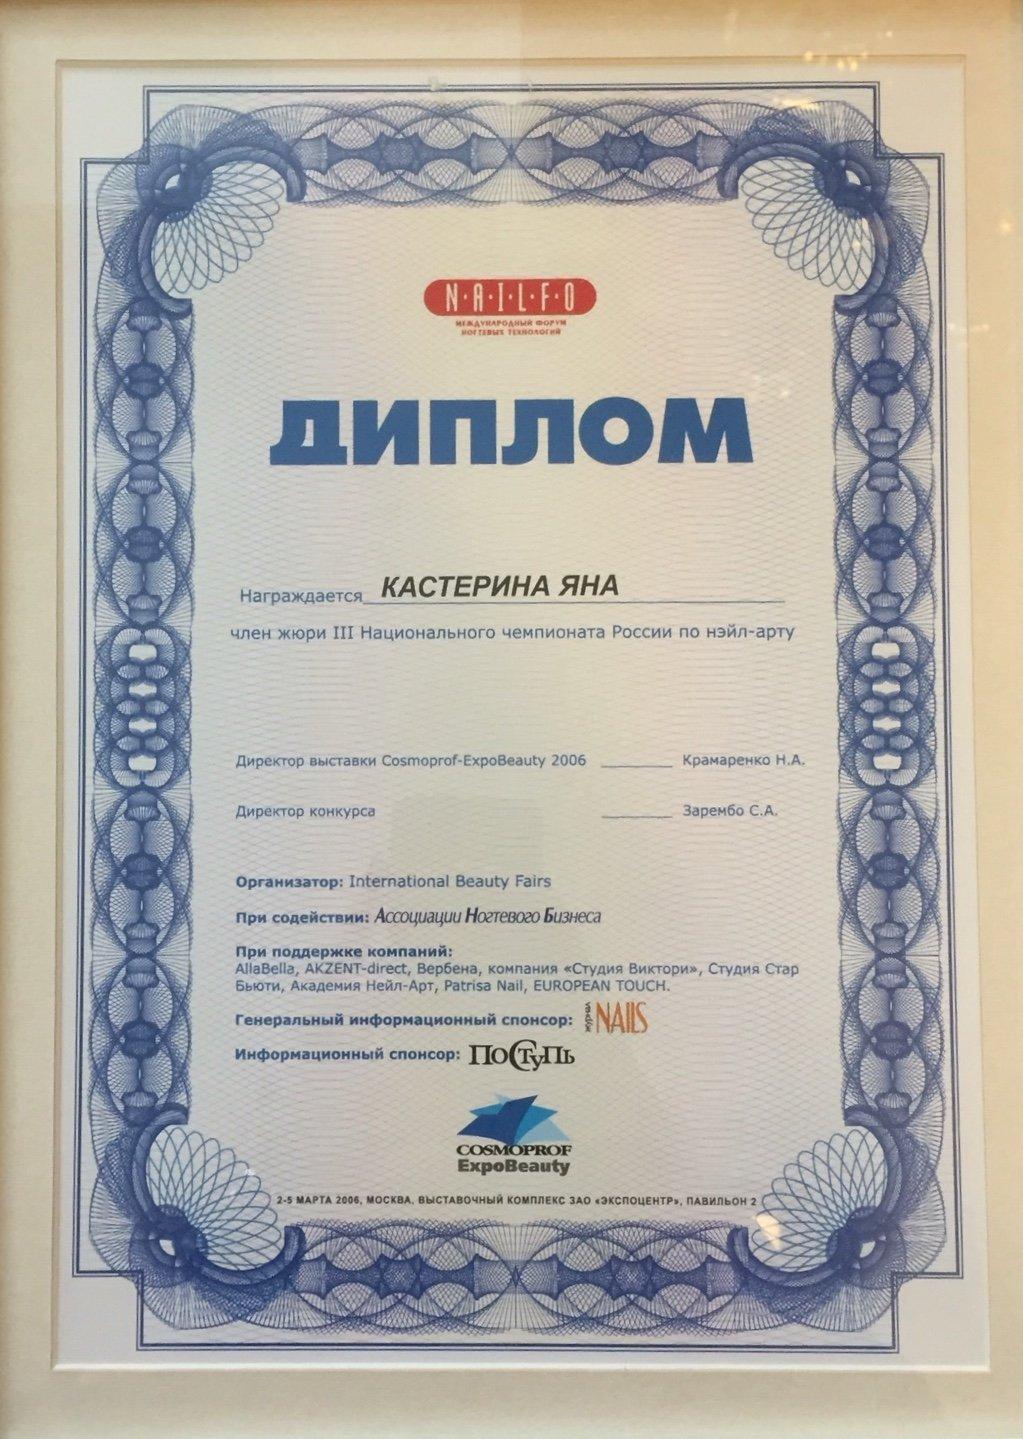 N·A·I·L·F·O
МЕЖДУНАРОДНЫЙ ФОРУМ
НОГТЕВЫХ ТЕХНОЛОГИЙ
ДИПЛОМ
Награждается КАСТЕРИНА ЯНА
член жюри III Национального чемпионата России по нэйл-арту
Директор выставки Cosmoprof-ExpoBeauty 2006 ________ Крамаренко Н.А.
Директор конкурса ________ Зарембо С.А.
Организатор: International Beauty Fairs
При содействии: Ассоциации Ногтевого Бизнеса
При поддержке компаний:
AllaBella, AKZENT-direct, Вербена, компания «Студия Виктори», Студия Стар
Бьюти, Академия Нейл-Арт, Patrisa Nail, EUROPEAN TOUCH.
Генеральный информационный спонсор: журнал NAILS
Информационный спонсор: Поступь
COSMOPROF
ExpoBeauty
2-5 МАРТА 2006, МОСКВА, ВЫСТАВОЧНЫЙ КОМПЛЕКС ЗАО «ЭКСПОЦЕНТР», ПАВИЛЬОН 2